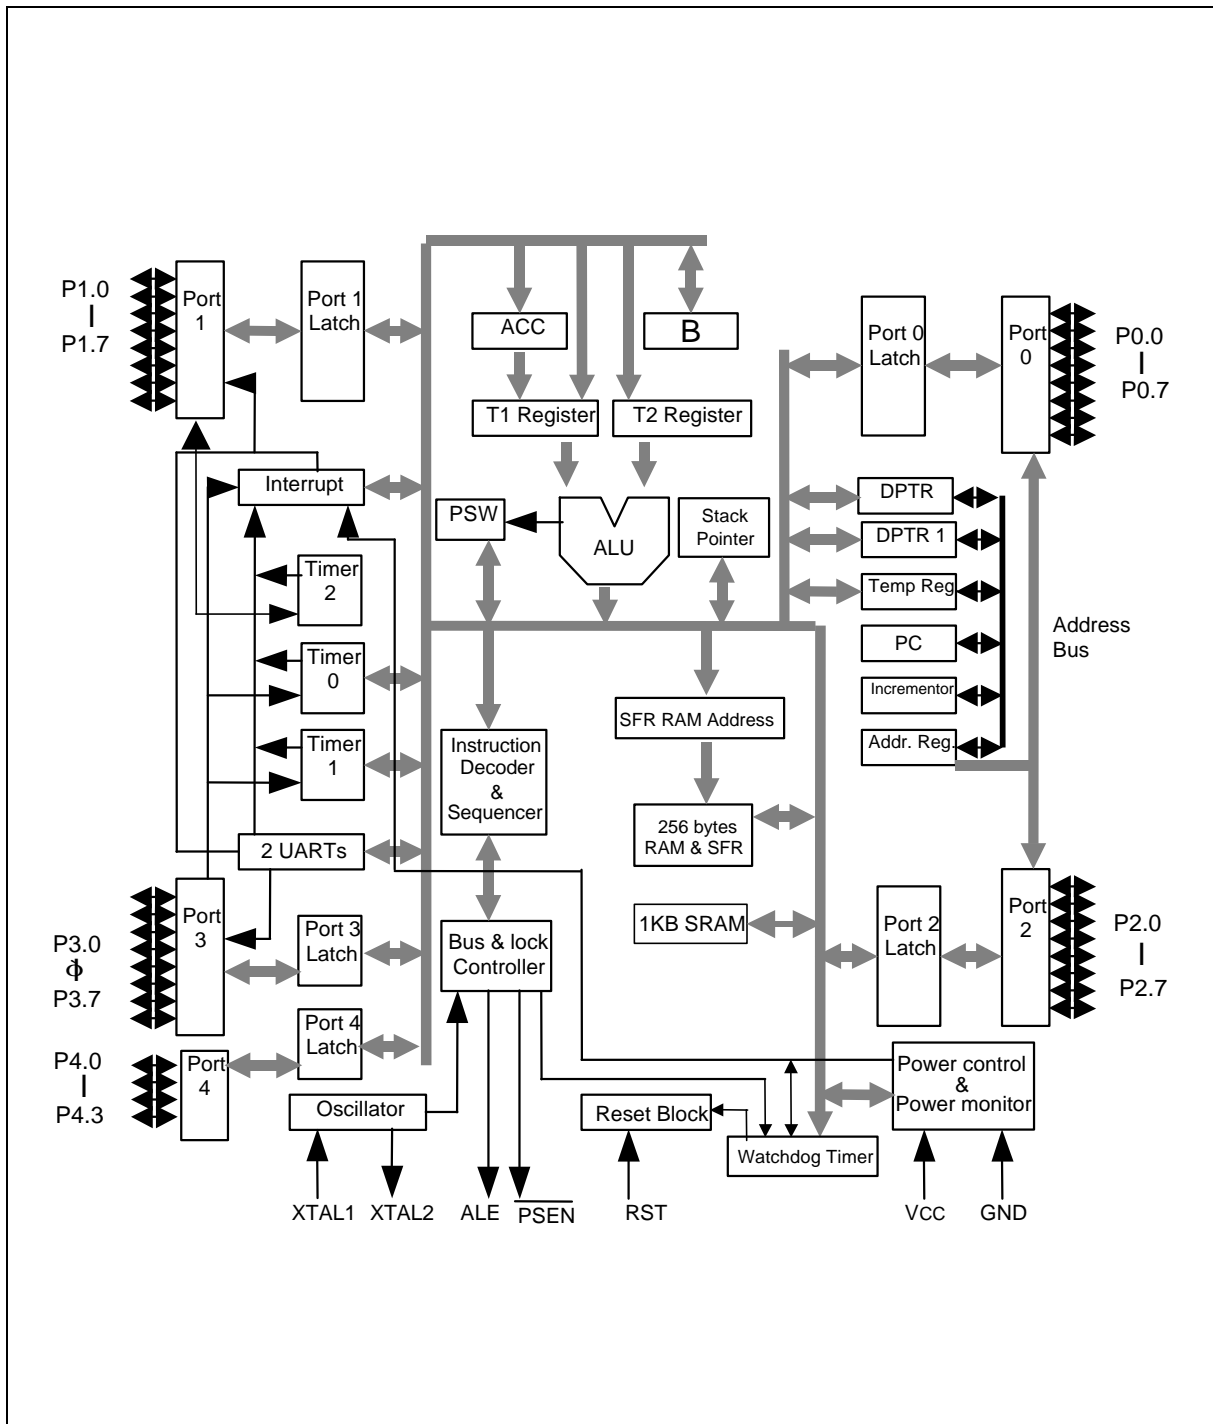 P1.0
P1.7
Port
1
Port 1
Latch
ACC
B
T1 Register
T2 Register
Port 0
Latch
Port
0
P0.0
P0.7
Interrupt
PSW
ALU
Stack
Pointer
DPTR
DPTR 1
Temp Reg.
PC
Incrementor
Addr. Reg.
Address
Bus
Timer
2
Timer
0
Timer
1
2 UARTs
Instruction
Decoder
&
Sequencer
SFR RAM Address
256 bytes
RAM & SFR
1KB SRAM
Port 2
Latch
Port
2
P2.0
P2.7
P3.0
ф
P3.7
Port
3
Port 3
Latch
Bus & lock
Controller
P4.0
P4.3
Port
4
Port 4
Latch
Oscillator
Reset Block
Watchdog Timer
Power control
&
Power monitor
XTAL1
XTAL2
ALE
PSEN
RST
VCC
GND